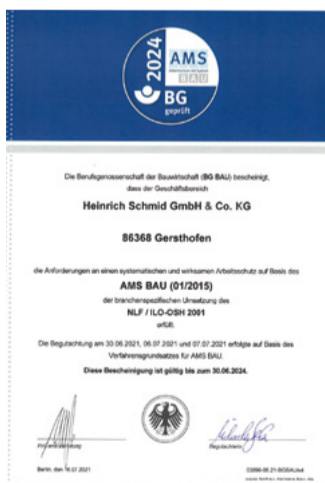 2024
AMS
BAU
BG
geprüft
Die Berufsgenossenschaft der Bauwirtschaft (BG BAU) bescheinigt,
dass der Geschäftsbereich
Heinrich Schmid GmbH & Co. KG
86368 Gersthofen
die Anforderungen an einen systematischen und wirksamen Arbeitsschutz auf Basis des
AMS BAU (01/2015)
der branchenspezifischen Umsetzung des
NLF / ILO-OSH 2001
erfüllt.
Die Begutachtung am 30.06.2021, 06.07.2021 und 07.07.2021 erfolgte auf Basis des
Verfahrensgrundsatzes für AMS BAU.
Diese Bescheinigung ist gültig bis zum 30.06.2024.
Berlin, den 16.07.2021